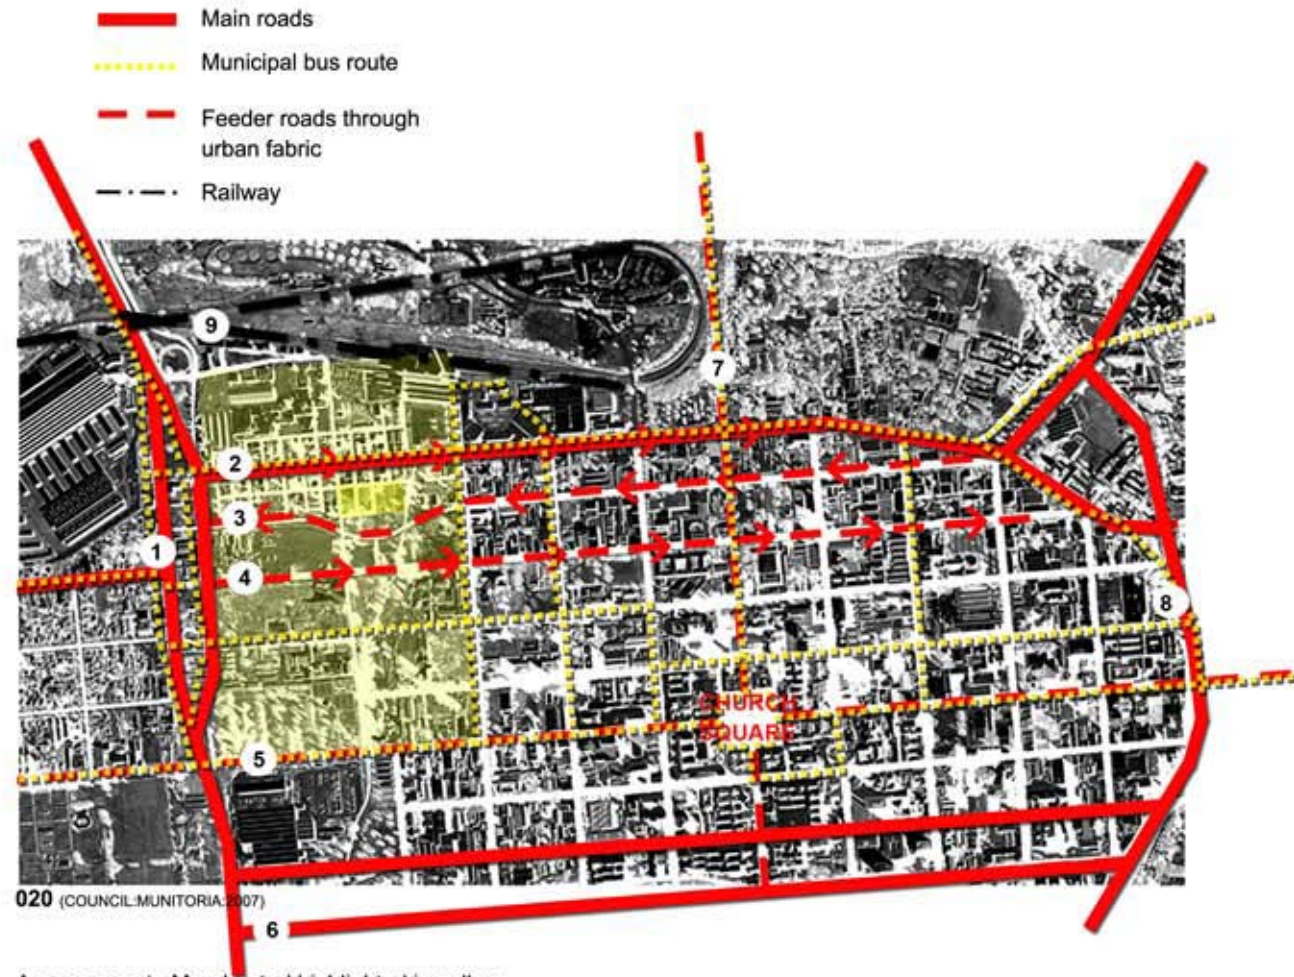 Main roads
Municipal bus route
Feeder roads through
urban fabric
Railway
9
7
2
3
1
4
8
CHURCH
SQUARE
5
020 (COUNCIL:MUNITORIA:2007)
6